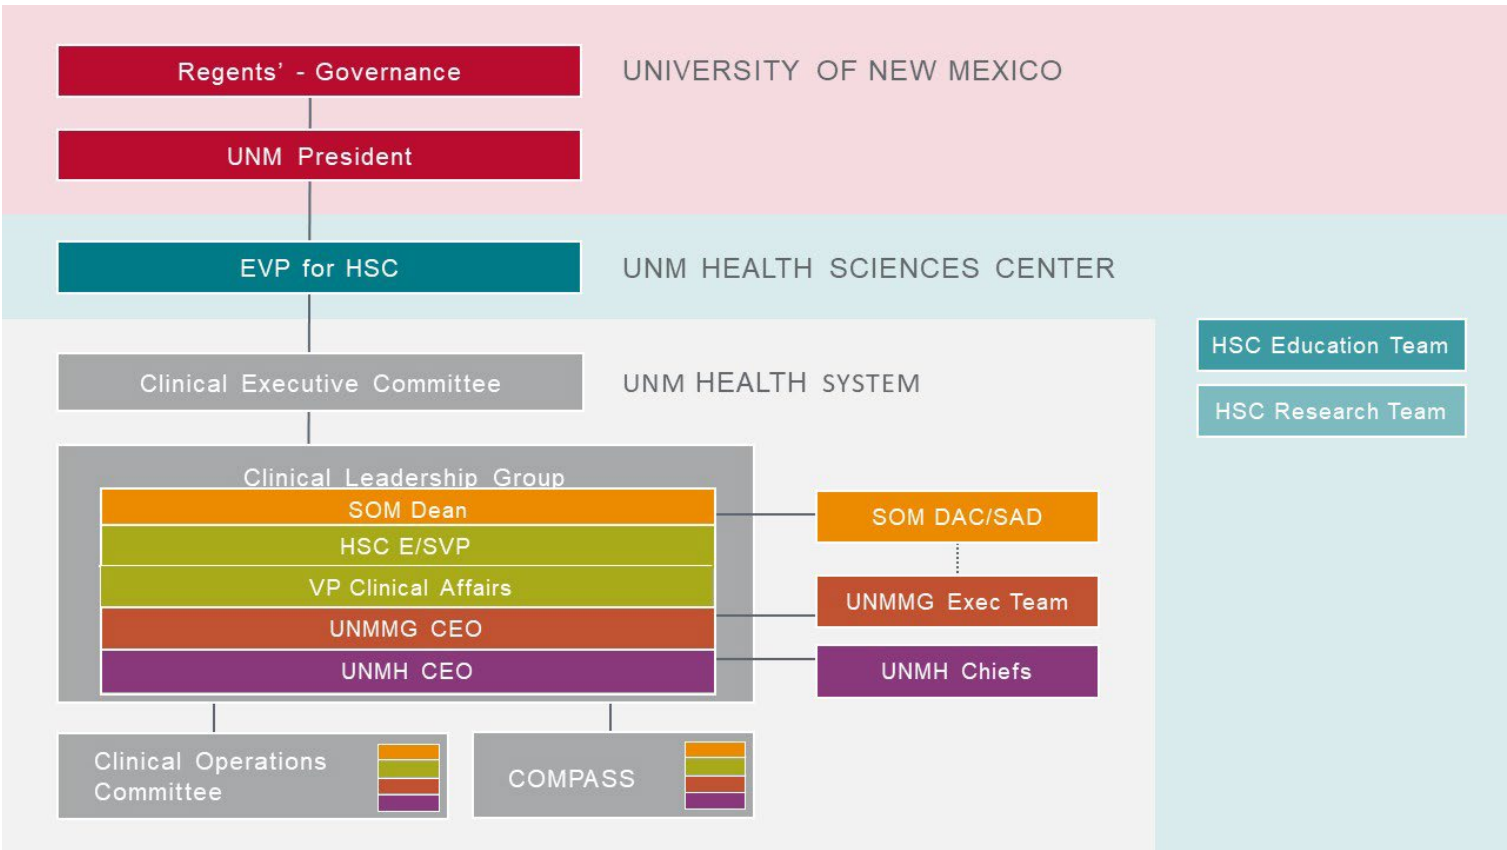 Regents’ - Governance
UNIVERSITY OF NEW MEXICO
UNM President
EVP for HSC
UNM HEALTH SCIENCES CENTER
HSC Education Team
Clinical Executive Committee
UNM HEALTH SYSTEM
HSC Research Team
Clinical Leadership Group
SOM Dean
SOM DAC/SAD
HSC E/SVP
VP Clinical Affairs
UNMMG Exec Team
UNMMG CEO
UNMH CEO
UNMH Chiefs
Clinical Operations
Committee
COMPASS